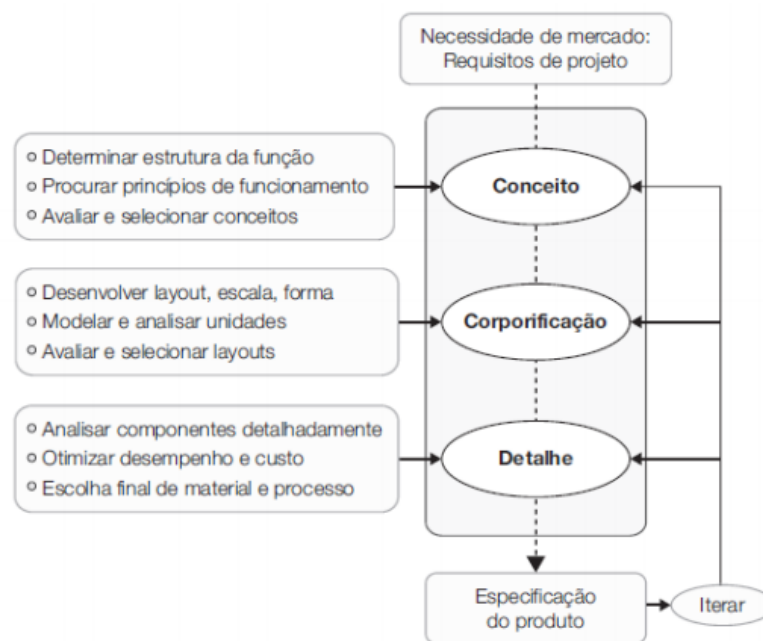 Necessidade de mercado:
Requisitos de projeto
Determinar estrutura da função
Procurar princípios de funcionamento
Avaliar e selecionar conceitos
Conceito
Desenvolver layout, escala, forma
Modelar e analisar unidades
Avaliar e selecionar layouts
Corporificação
Analisar componentes detalhadamente
Otimizar desempenho e custo
Escolha final de material e processo
Detalhe
Especificação
do produto
Iterar